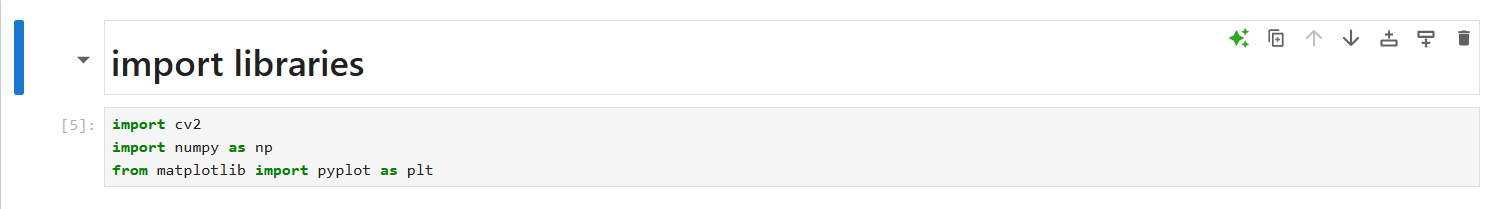 import libraries
[5]:
import cv2
import numpy as np
from matplotlib import pyplot as plt